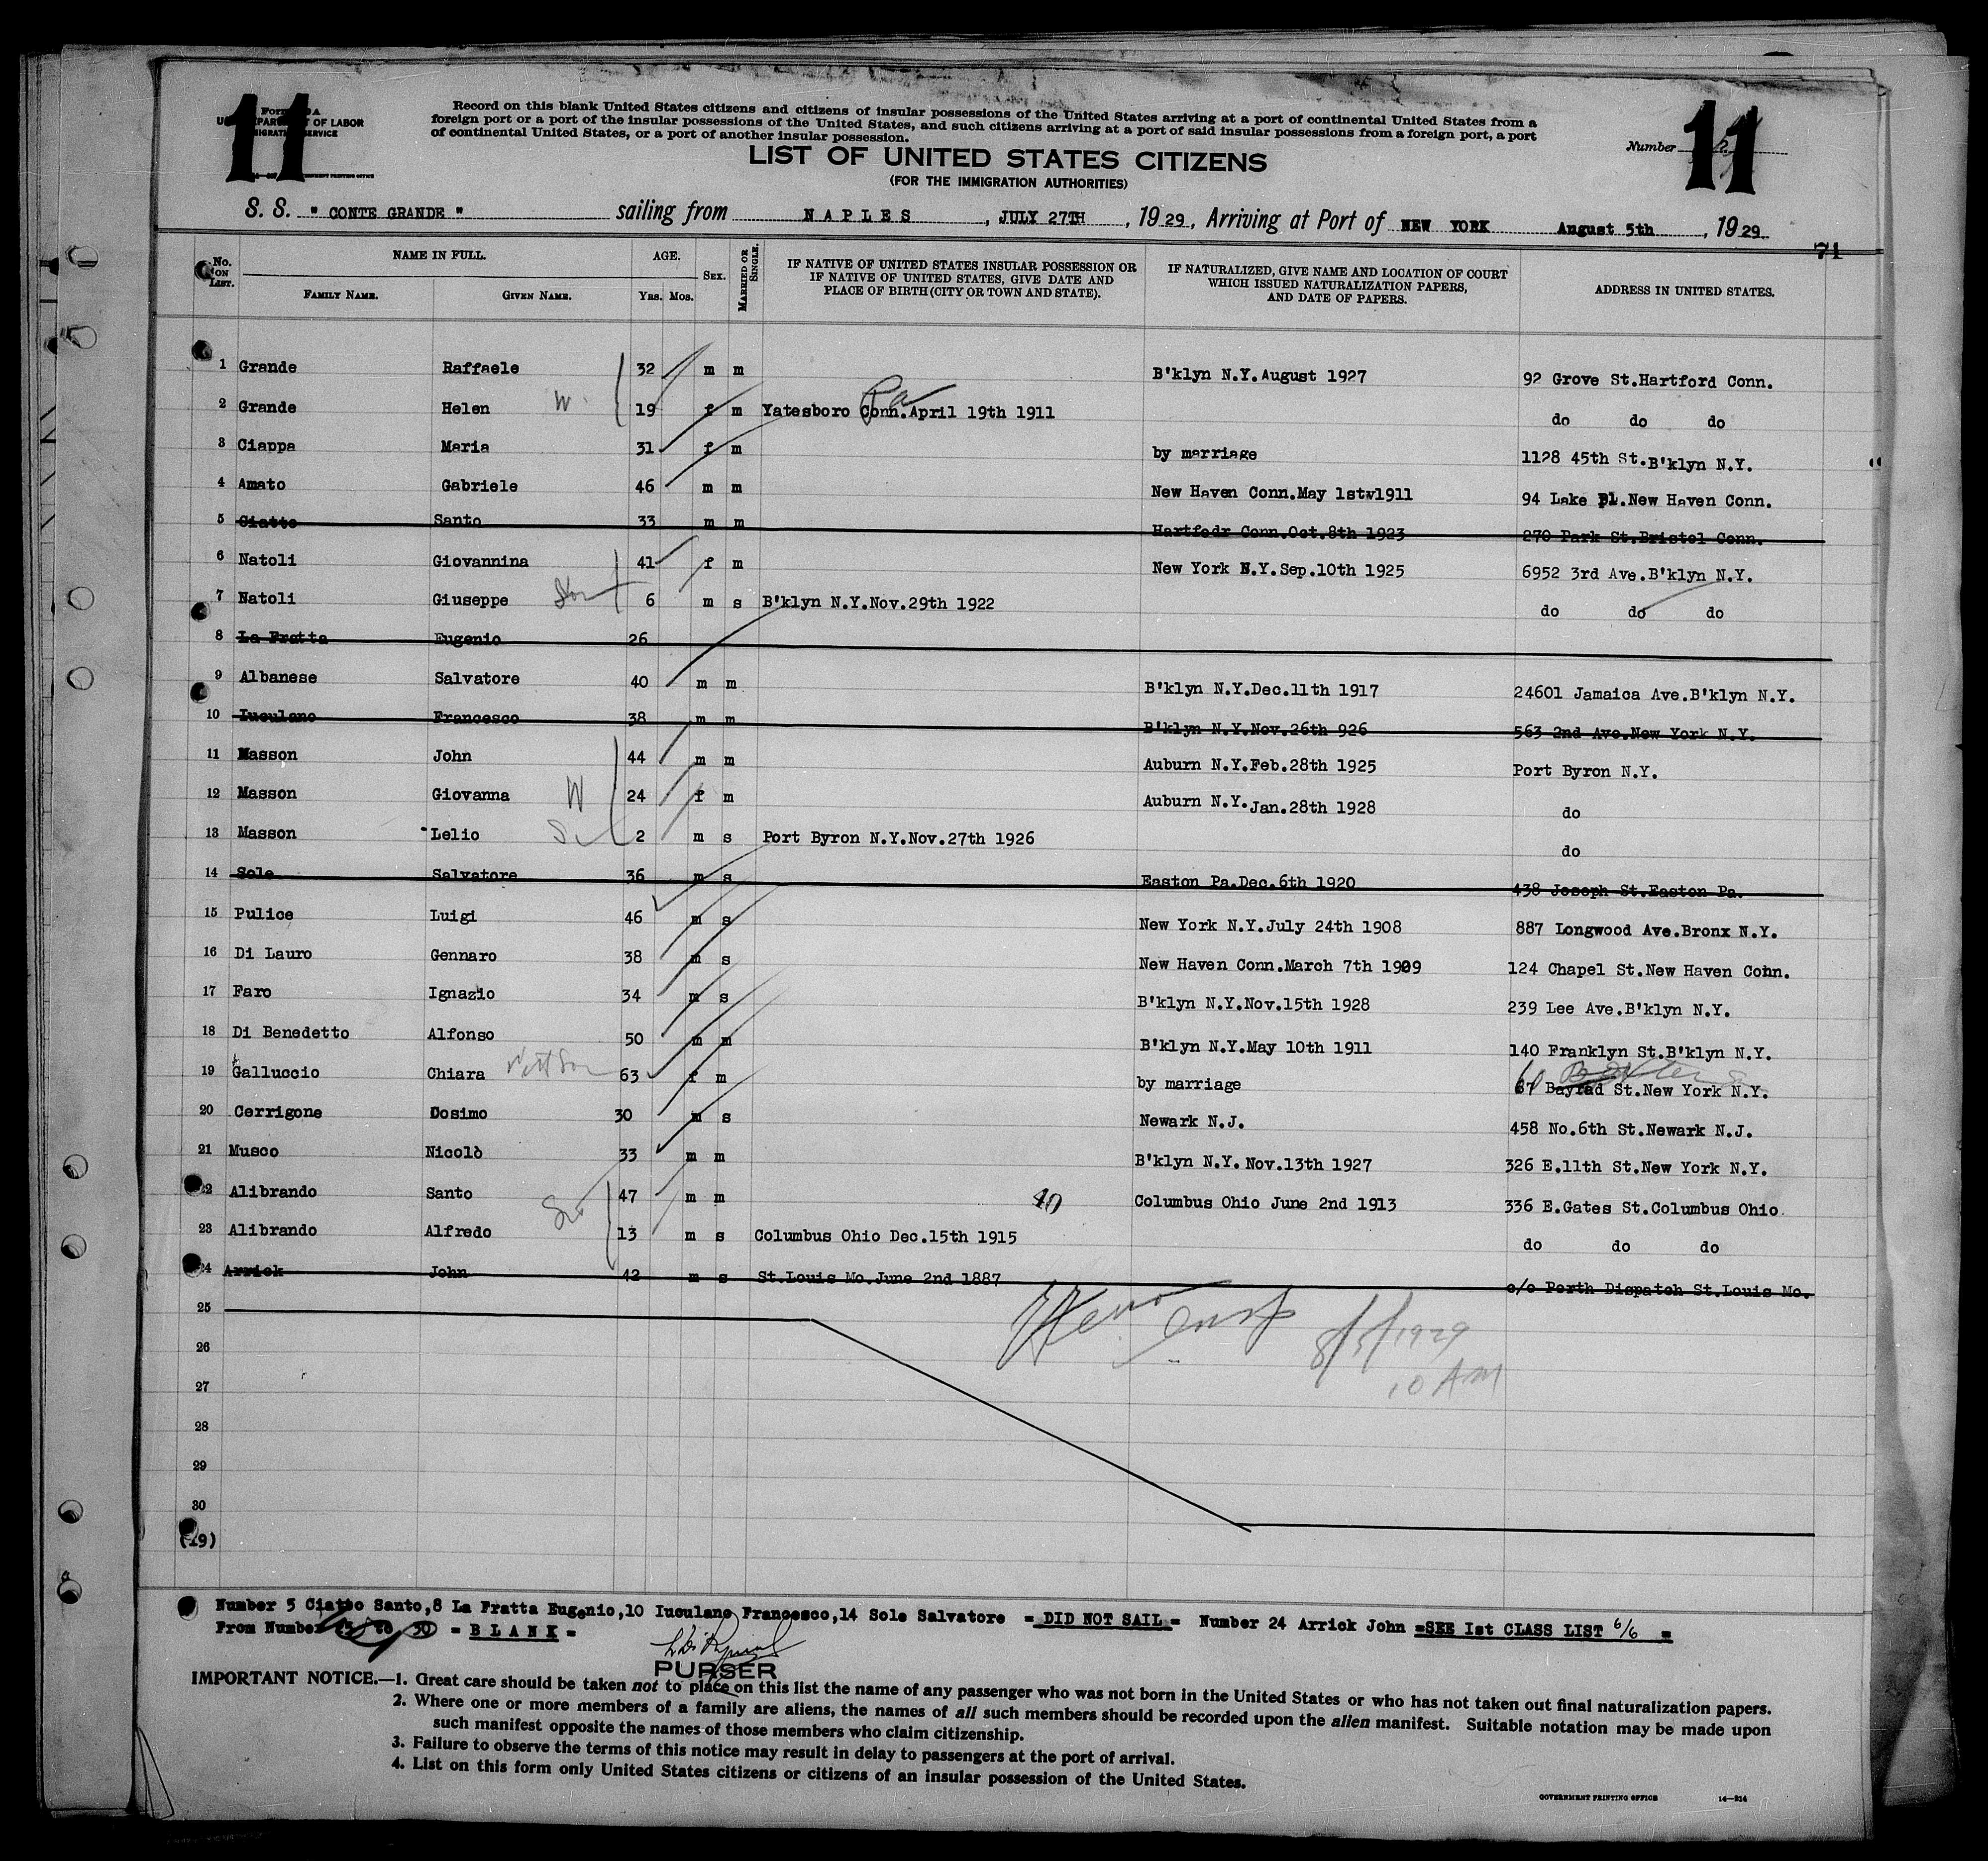 11
11
Form
U.S. DEPARTMENT OF LABOR
IMMIGRATION SERVICE
Record on this blank United States citizens and citizens of insular possessions of the United States arriving at a port of continental United States from a
foreign port or a port of the insular possessions of the United States, and such citizens arriving at a port of said insular possessions from a foreign port, a port
of continental United States, or a port of another insular possession.
Number
LIST OF UNITED STATES CITIZENS
(FOR THE IMMIGRATION AUTHORITIES)
S. S. " CONTE GRANDE " sailing from NAPLES, JULY 27TH, 1929, Arriving at Port of NEW YORK August 5th, 1929
71
No. ON LIST. NAME IN FULL. FAMILY NAME. GIVEN NAME. AGE. YRS. MOS. SEX. MARRIED OR SINGLE. IF NATIVE OF UNITED STATES INSULAR POSSESSION OR IF NATIVE OF UNITED STATES, GIVE DATE AND PLACE OF BIRTH (CITY OR TOWN AND STATE). IF NATURALIZED, GIVE NAME AND LOCATION OF COURT WHICH ISSUED NATURALIZATION PAPERS, AND DATE OF PAPERS. ADDRESS IN UNITED STATES.
1 Grande Raffaele 32 m m B'klyn N.Y.August 1927 92 Grove St.Hartford Conn.
2 Grande Helen W 19 f m Yatesboro Conn.April 19th 1911 Pa do do do
3 Ciappa Maria 31 f m by marriage 1128 45th St.B'klyn N.Y.
4 Amato Gabriele 46 m m New Haven Conn.May 1stw1911 94 Lake Pl.New Haven Conn.
5 Ciatto Santo 33 m m Hartfodr Conn.Oct.8th 1923 270 Park St.Bristol Conn.
6 Natoli Giovannina 41 f m New York N.Y.Sep.10th 1925 6952 3rd Ave.B'klyn N.Y.
7 Natoli Giuseppe Son 6 m s B'klyn N.Y.Nov.29th 1922 do do do
8 La Fratta Eugenio 26
9 Albanese Salvatore 40 m m B'klyn N.Y.Dec.11th 1917 24601 Jamaica Ave.B'klyn N.Y.
10 Iuculano Francesco 38 m m B'klyn N.Y.Nov.26th 926 563 2nd Ave.New York N.Y.
11 Masson John 44 m m Auburn N.Y.Feb.28th 1925 Port Byron N.Y.
12 Masson Giovanna W 24 f m Auburn N.Y.Jan.28th 1928 do
13 Masson Lelio 2 m s Port Byron N.Y.Nov.27th 1926 do
14 Sole Salvatore 36 m s Easton Pa.Dec.6th 1920 438 Joseph St.Easton Pa.
15 Pulice Luigi 46 m s New York N.Y.July 24th 1908 887 Longwood Ave.Bronx N.Y.
16 Di Lauro Gennaro 38 m s New Haven Conn.March 7th 1909 124 Chapel St.New Haven Conn.
17 Faro Ignazio 34 m s B'klyn N.Y.Nov.15th 1928 239 Lee Ave.B'klyn N.Y.
18 Di Benedetto Alfonso 50 m m B'klyn N.Y.May 10th 1911 140 Franklyn St.B'klyn N.Y.
19 Galluccio Chiara 63 f m by marriage 67 Bayrad St.New York N.Y.
20 Cerrigone Cosimo 30 m s Newark N.J. 458 No.6th St.Newark N.J.
21 Musco Nicolò 33 m m B'klyn N.Y. Nov.13th 1927 326 E.11th St.New York N.Y.
22 Alibrando Santo 47 m m 40 Columbus Ohio June 2nd 1913 336 E.Gates St.Columbus Ohio
23 Alibrando Alfredo 13 m s Columbus Ohio Dec.15th 1915 do do do
24 Arrick John 42 m s St.Louis Mo.June 2nd 1887 c/o Perth Dispatch St.Louis Mo.
25
26 8/5/1929
27 10 AM
28
29
30
(19)
Number 5 Ciatto Santo,8 La Fratta Eugenio,10 Iuculano Francesco,14 Sole Salvatore = DID NOT SAIL = Number 24 Arrick John =SEE Ist CLASS LIST 6/6 =
From Number 25 to 30 = BLANK =
PURSER
IMPORTANT NOTICE.—1. Great care should be taken not to place on this list the name of any passenger who was not born in the United States or who has not taken out final naturalization papers.
2. Where one or more members of a family are aliens, the names of all such members should be recorded upon the alien manifest. Suitable notation may be made upon
such manifest opposite the names of those members who claim citizenship.
3. Failure to observe the terms of this notice may result in delay to passengers at the port of arrival.
4. List on this form only United States citizens or citizens of an insular possession of the United States.
GOVERNMENT PRINTING OFFICE 14—214